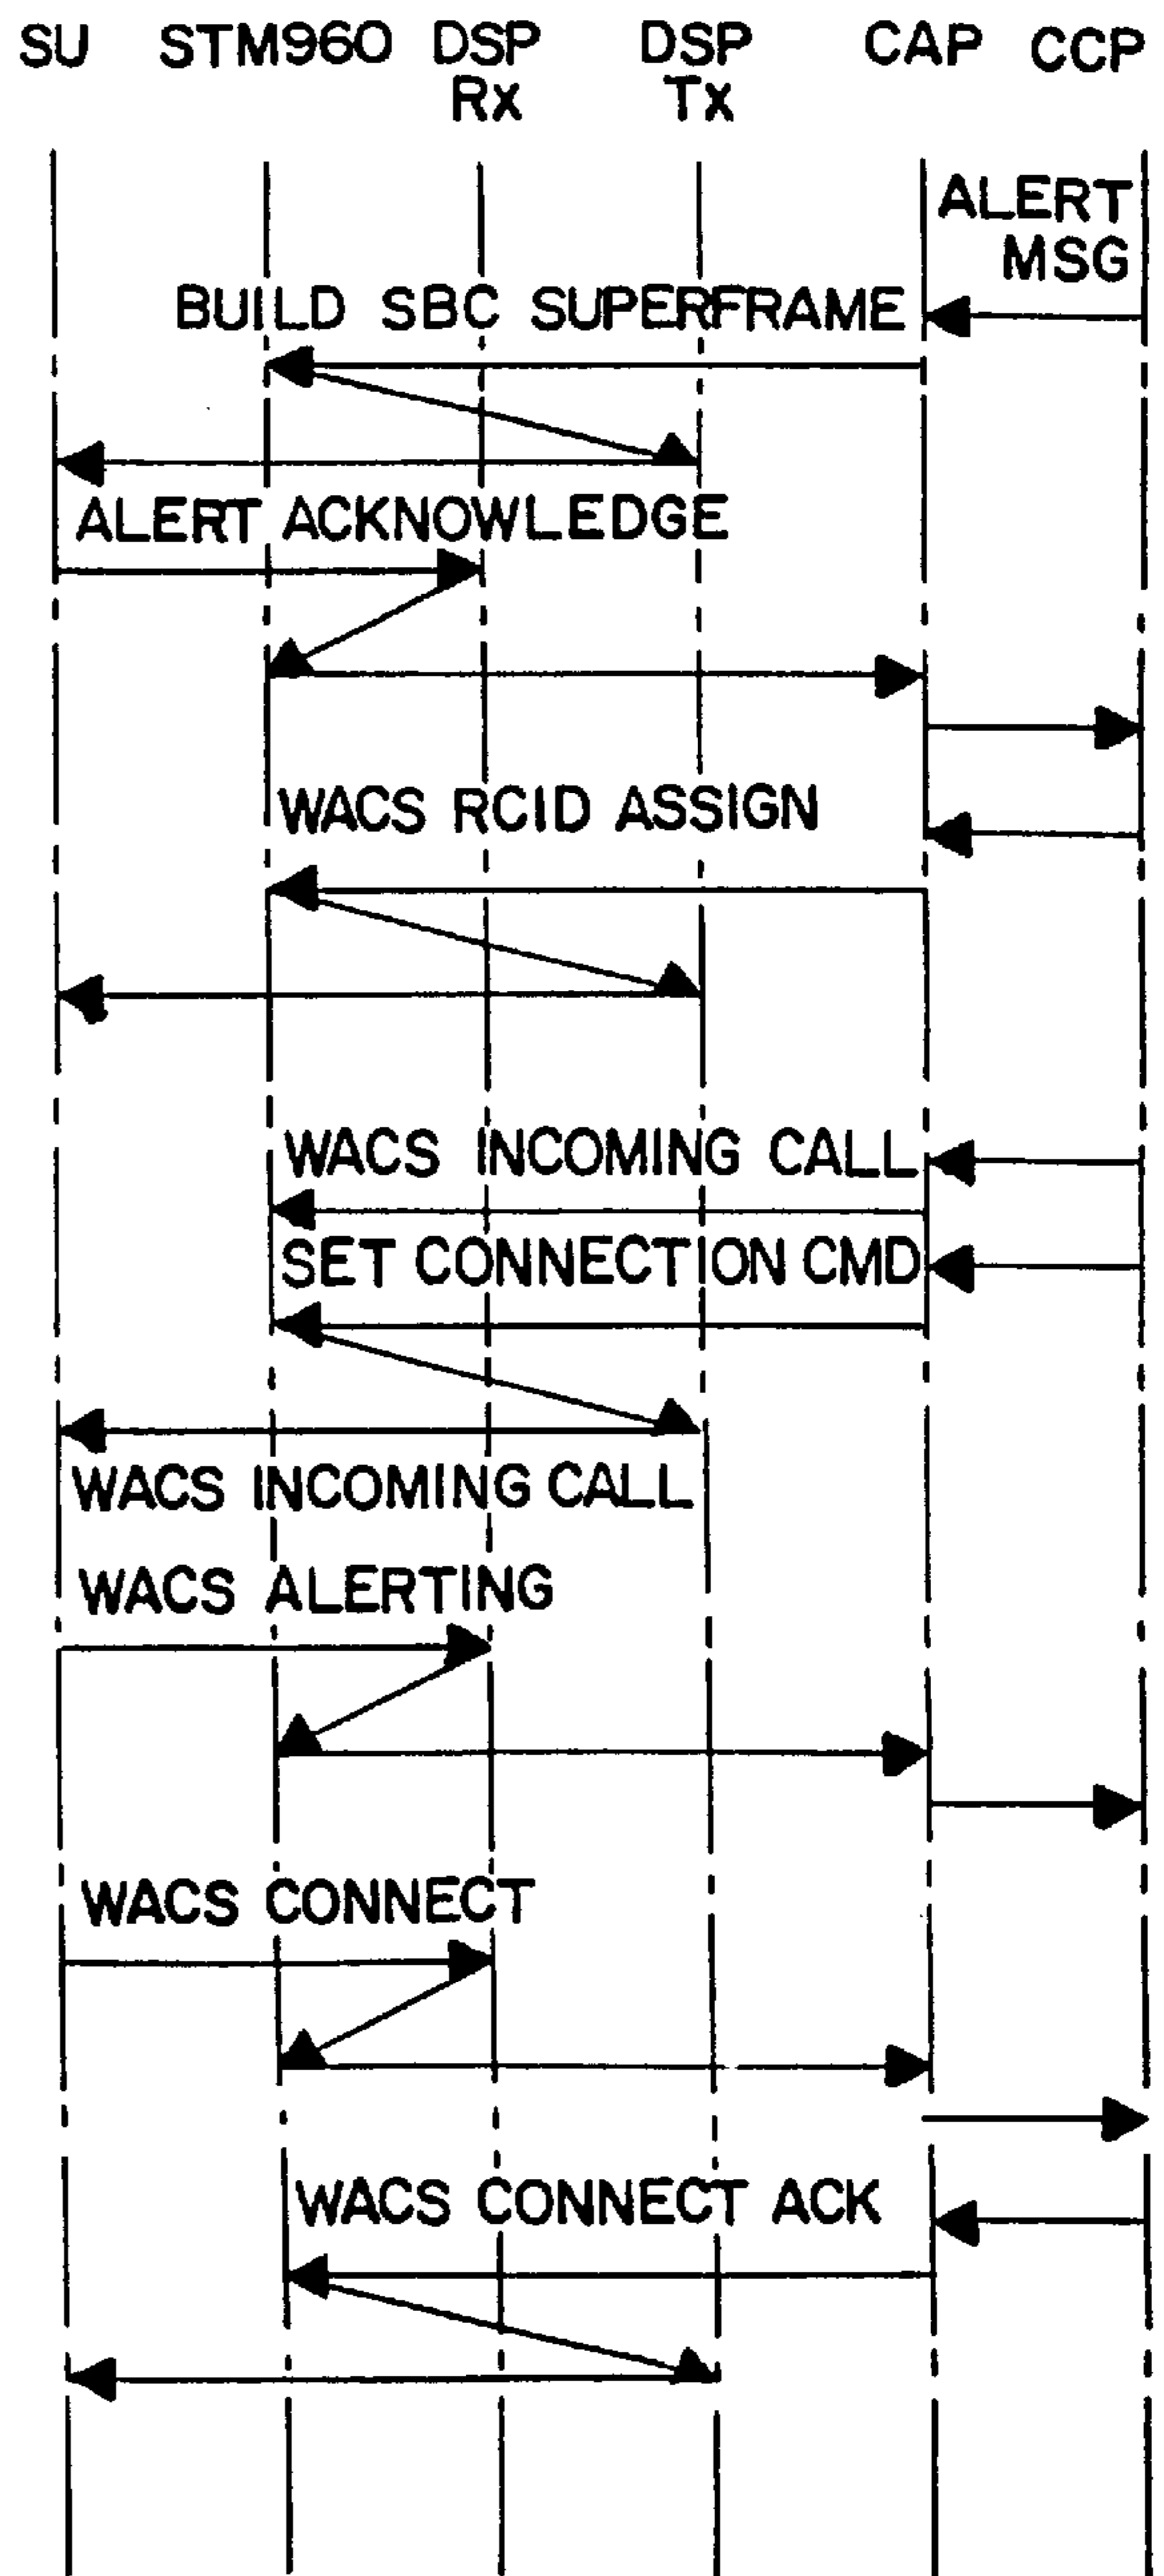 SU STM960 DSP Rx DSP Tx CAP CCP
ALERT
MSG
BUILD SBC SUPERFRAME
ALERT ACKNOWLEDGE
WACS RCID ASSIGN
WACS INCOMING CALL
SET CONNECTION CMD
WACS INCOMING CALL
WACS ALERTING
WACS CONNECT
WACS CONNECT ACK